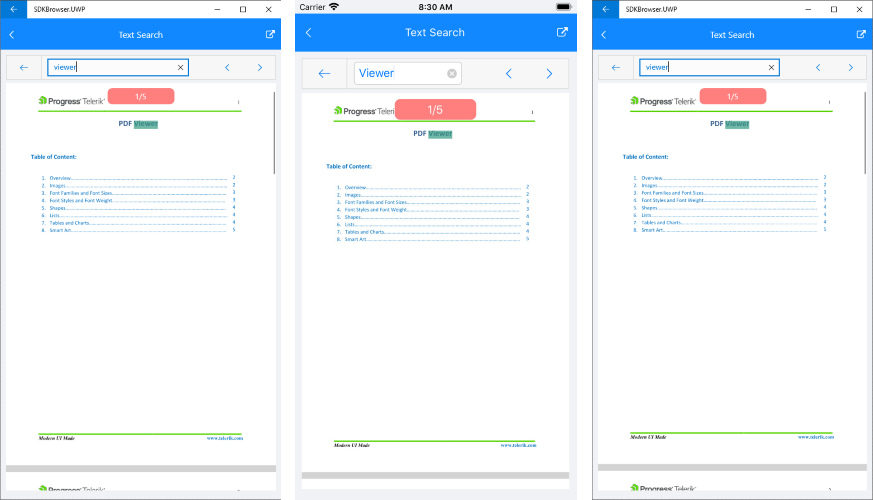 SDKBrowser.UWP
Text Search
viewer
Progress Telerik
1/5
1
PDF Viewer
Table of Content:
1. Overview 2
2. Images 2
3. Font Families and Font Sizes 3
4. Font Styles and Font Weight 3
5. Shapes 4
6. Lists 4
7. Tables and Charts 4
8. Smart Art 5
Modern UI Made www.telerik.com
Progress Telerik
Carrier 8:30 AM
Text Search
Viewer
Progress Teleri
1/5
1
PDF Viewer
Table of Content:
1. Overview 2
2. Images 2
3. Font Families and Font Sizes 3
4. Font Styles and Font Weight 3
5. Shapes 4
6. Lists 4
7. Tables and Charts 4
8. Smart Art 5
Modern UI Made www.telerik.com
SDKBrowser.UWP
Text Search
viewer
Progress Telerik
1/5
1
PDF Viewer
Table of Content:
1. Overview 2
2. Images 2
3. Font Families and Font Sizes 3
4. Font Styles and Font Weight 3
5. Shapes 4
6. Lists 4
7. Tables and Charts 4
8. Smart Art 5
Modern UI Made www.telerik.com
Progress Telerik